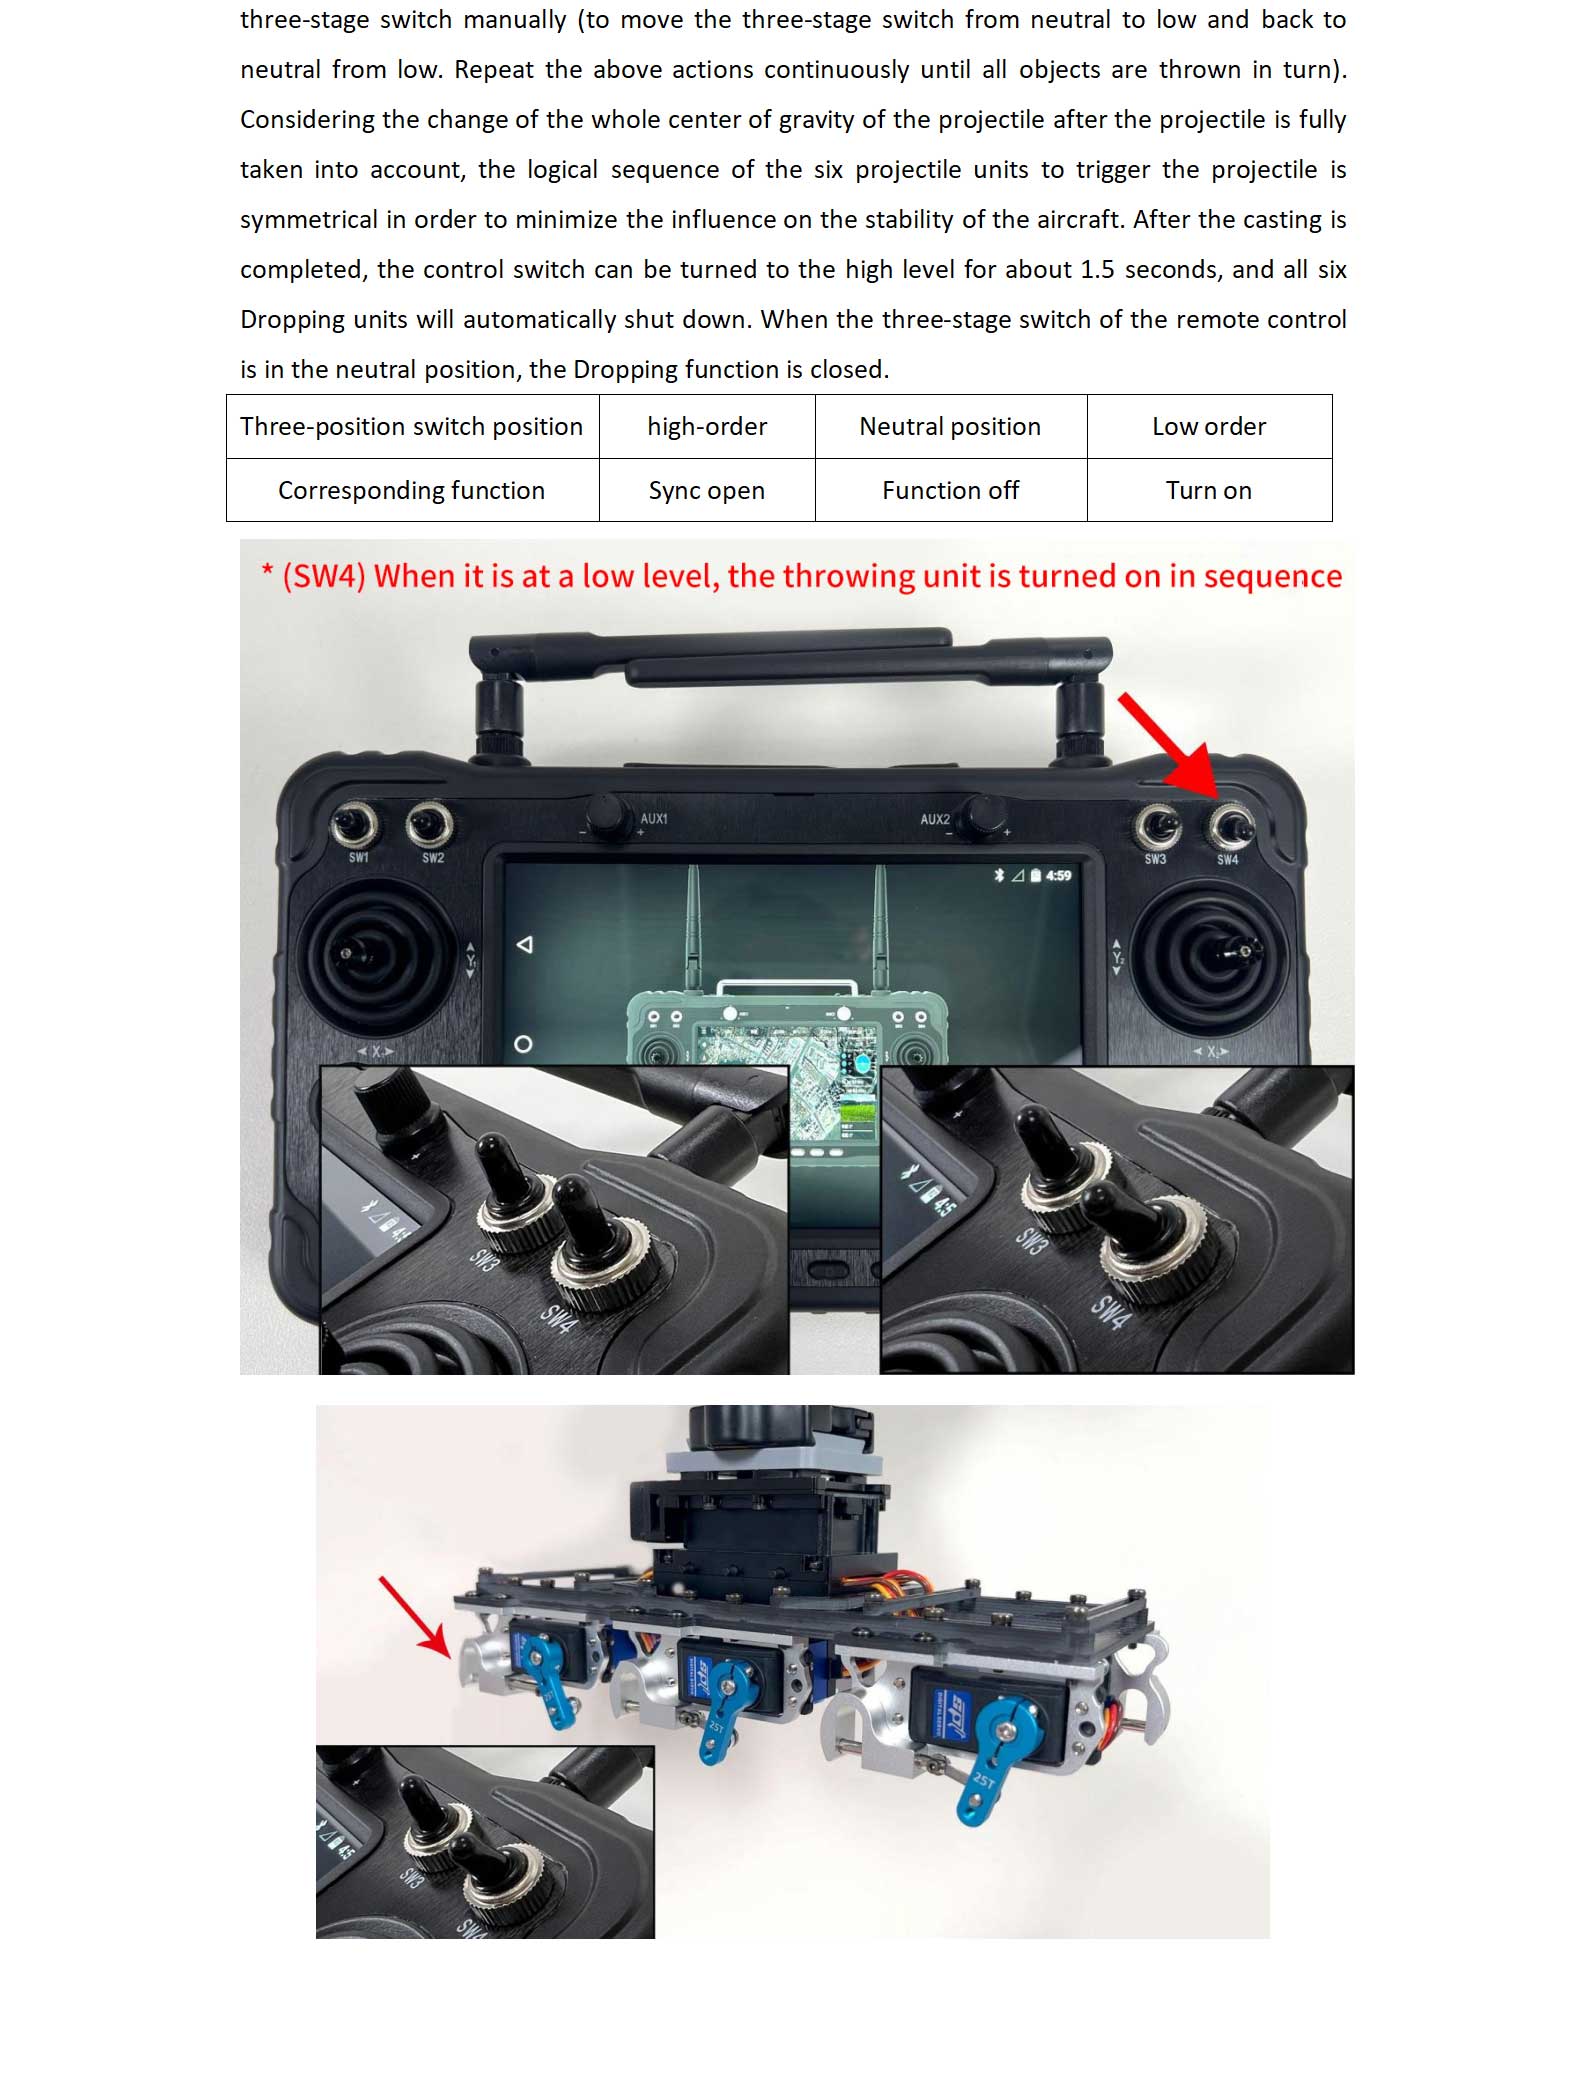 three-stage switch manually (to move the three-stage switch from neutral to low and back to
neutral from low. Repeat the above actions continuously until all objects are thrown in turn).
Considering the change of the whole center of gravity of the projectile after the projectile is fully
taken into account, the logical sequence of the six projectile units to trigger the projectile is
symmetrical in order to minimize the influence on the stability of the aircraft. After the casting is
completed, the control switch can be turned to the high level for about 1.5 seconds, and all six
Dropping units will automatically shut down. When the three-stage switch of the remote control
is in the neutral position, the Dropping function is closed.
Three-position switch position high-order Neutral position Low order
Corresponding function Sync open Function off Turn on
* (SW4) When it is at a low level, the throwing unit is turned on in sequence
AUX1 AUX2
- + - +
SW1 SW2 SW3 SW4
4:59
Y1 Y2
SW3 SW3
4:5
SW4 SW4
25T 25T 25T
DIGITAL SERVO
4:5
SW3
SW4